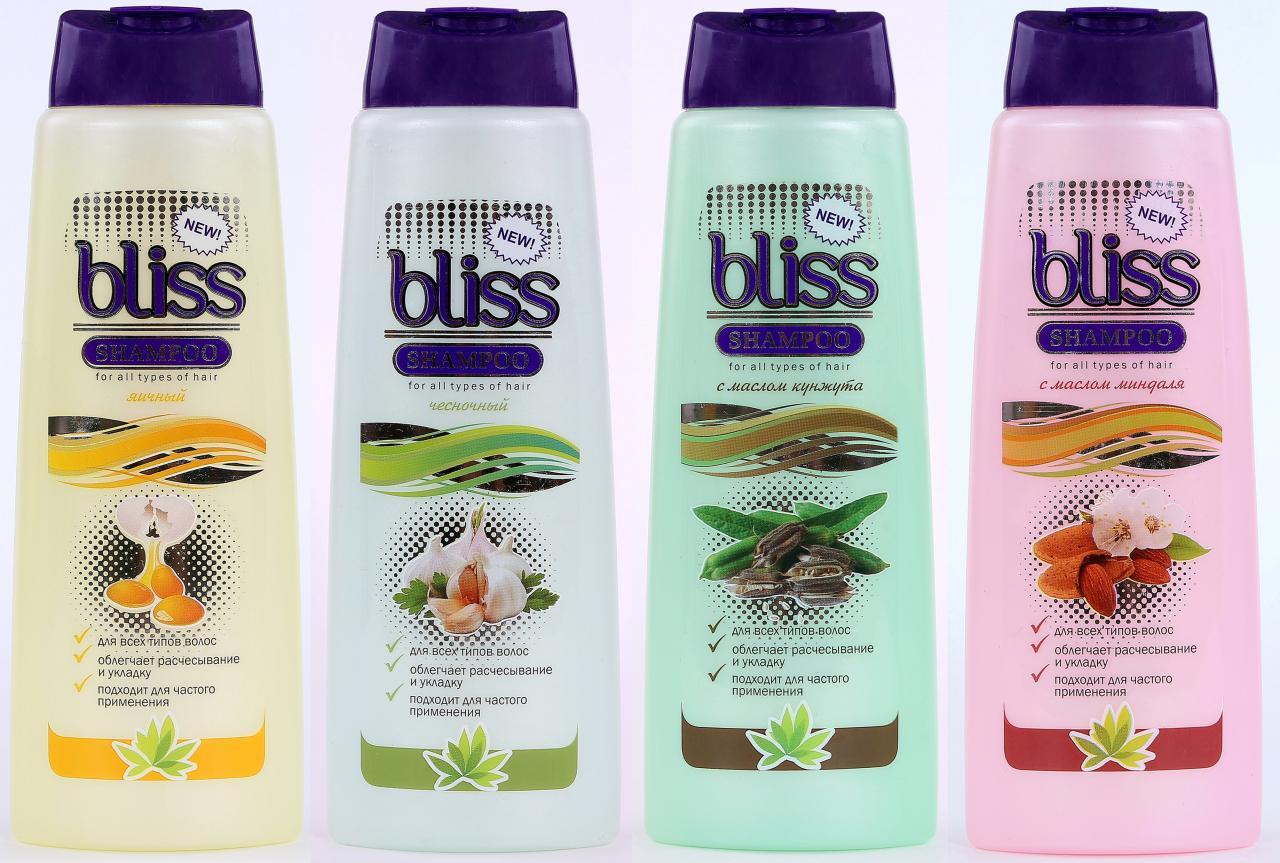 NEW!
bliss
SHAMPOO
for all types of hair
яичный
для всех типов волос
облегчает расчесывание
и укладку
подходит для частого
применения
NEW!
bliss
SHAMPOO
for all types of hair
чесночный
для всех типов волос
облегчает расчесывание
и укладку
подходит для частого
применения
NEW!
bliss
SHAMPOO
for all types of hair
с маслом кунжута
для всех типов волос
облегчает расчесывание
и укладку
подходит для частого
применения
NEW!
bliss
SHAMPOO
for all types of hair
с маслом миндаля
для всех типов волос
облегчает расчесывание
и укладку
подходит для частого
применения